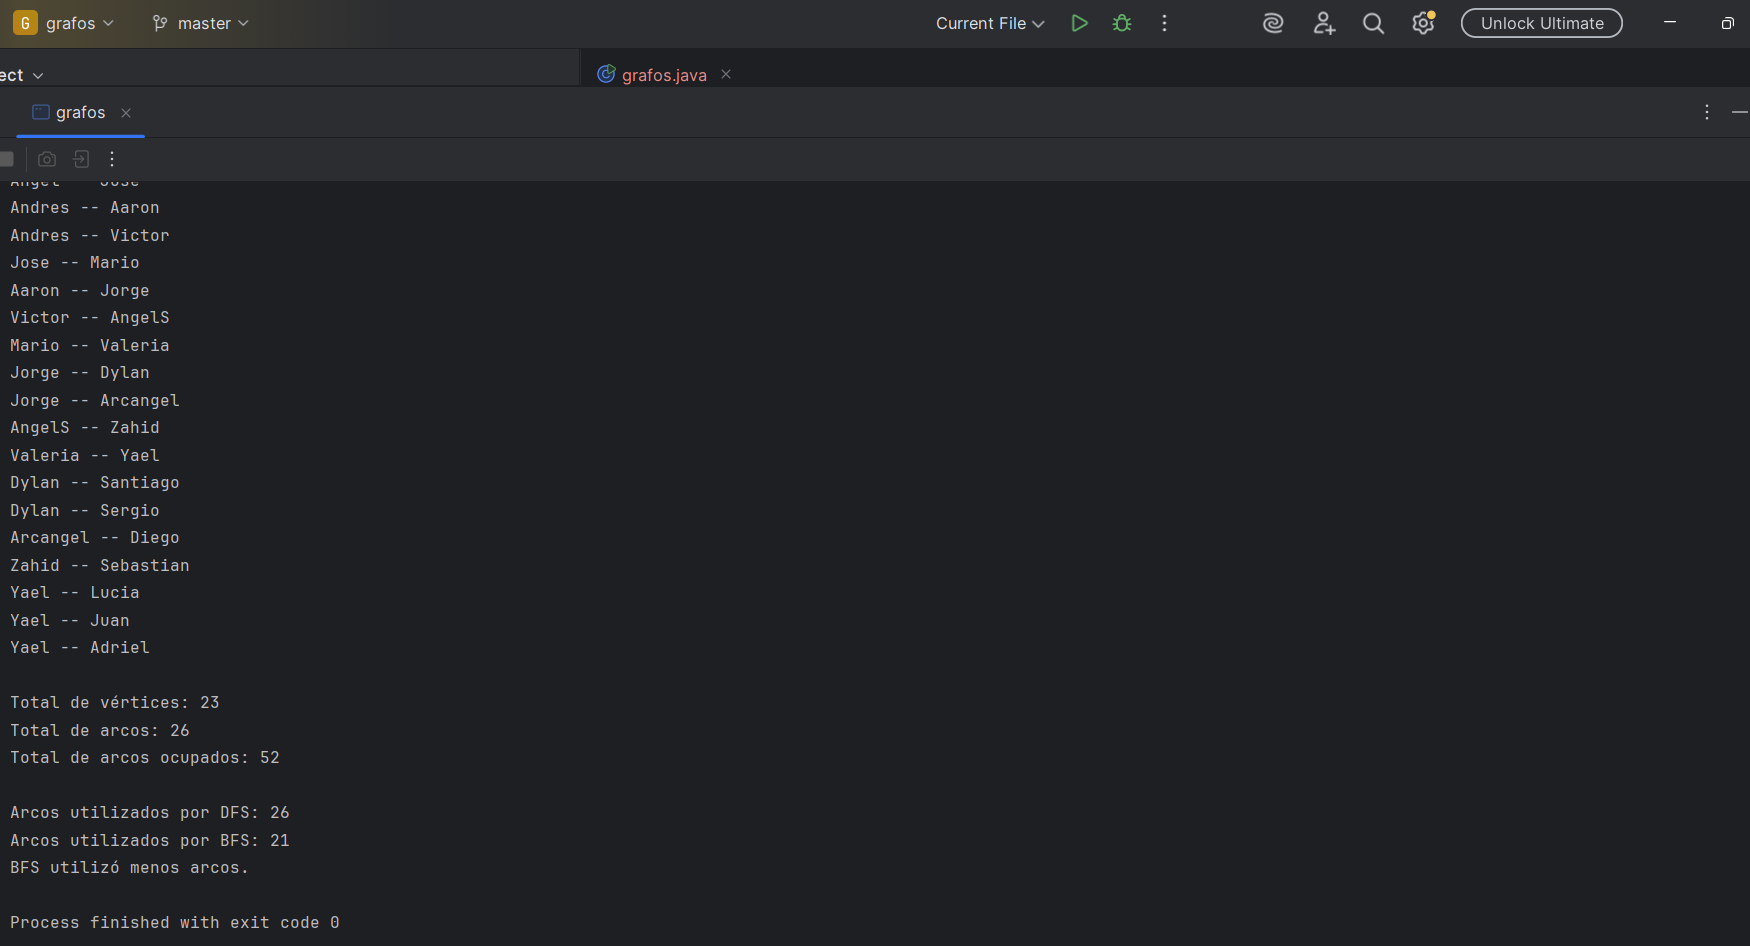 G grafos master Current File Unlock Ultimate
ect grafos.java
grafos
Angel -- Jose
Andres -- Aaron
Andres -- Victor
Jose -- Mario
Aaron -- Jorge
Victor -- AngelS
Mario -- Valeria
Jorge -- Dylan
Jorge -- Arcangel
AngelS -- Zahid
Valeria -- Yael
Dylan -- Santiago
Dylan -- Sergio
Arcangel -- Diego
Zahid -- Sebastian
Yael -- Lucia
Yael -- Juan
Yael -- Adriel
Total de vértices: 23
Total de arcos: 26
Total de arcos ocupados: 52
Arcos utilizados por DFS: 26
Arcos utilizados por BFS: 21
BFS utilizó menos arcos.
Process finished with exit code 0